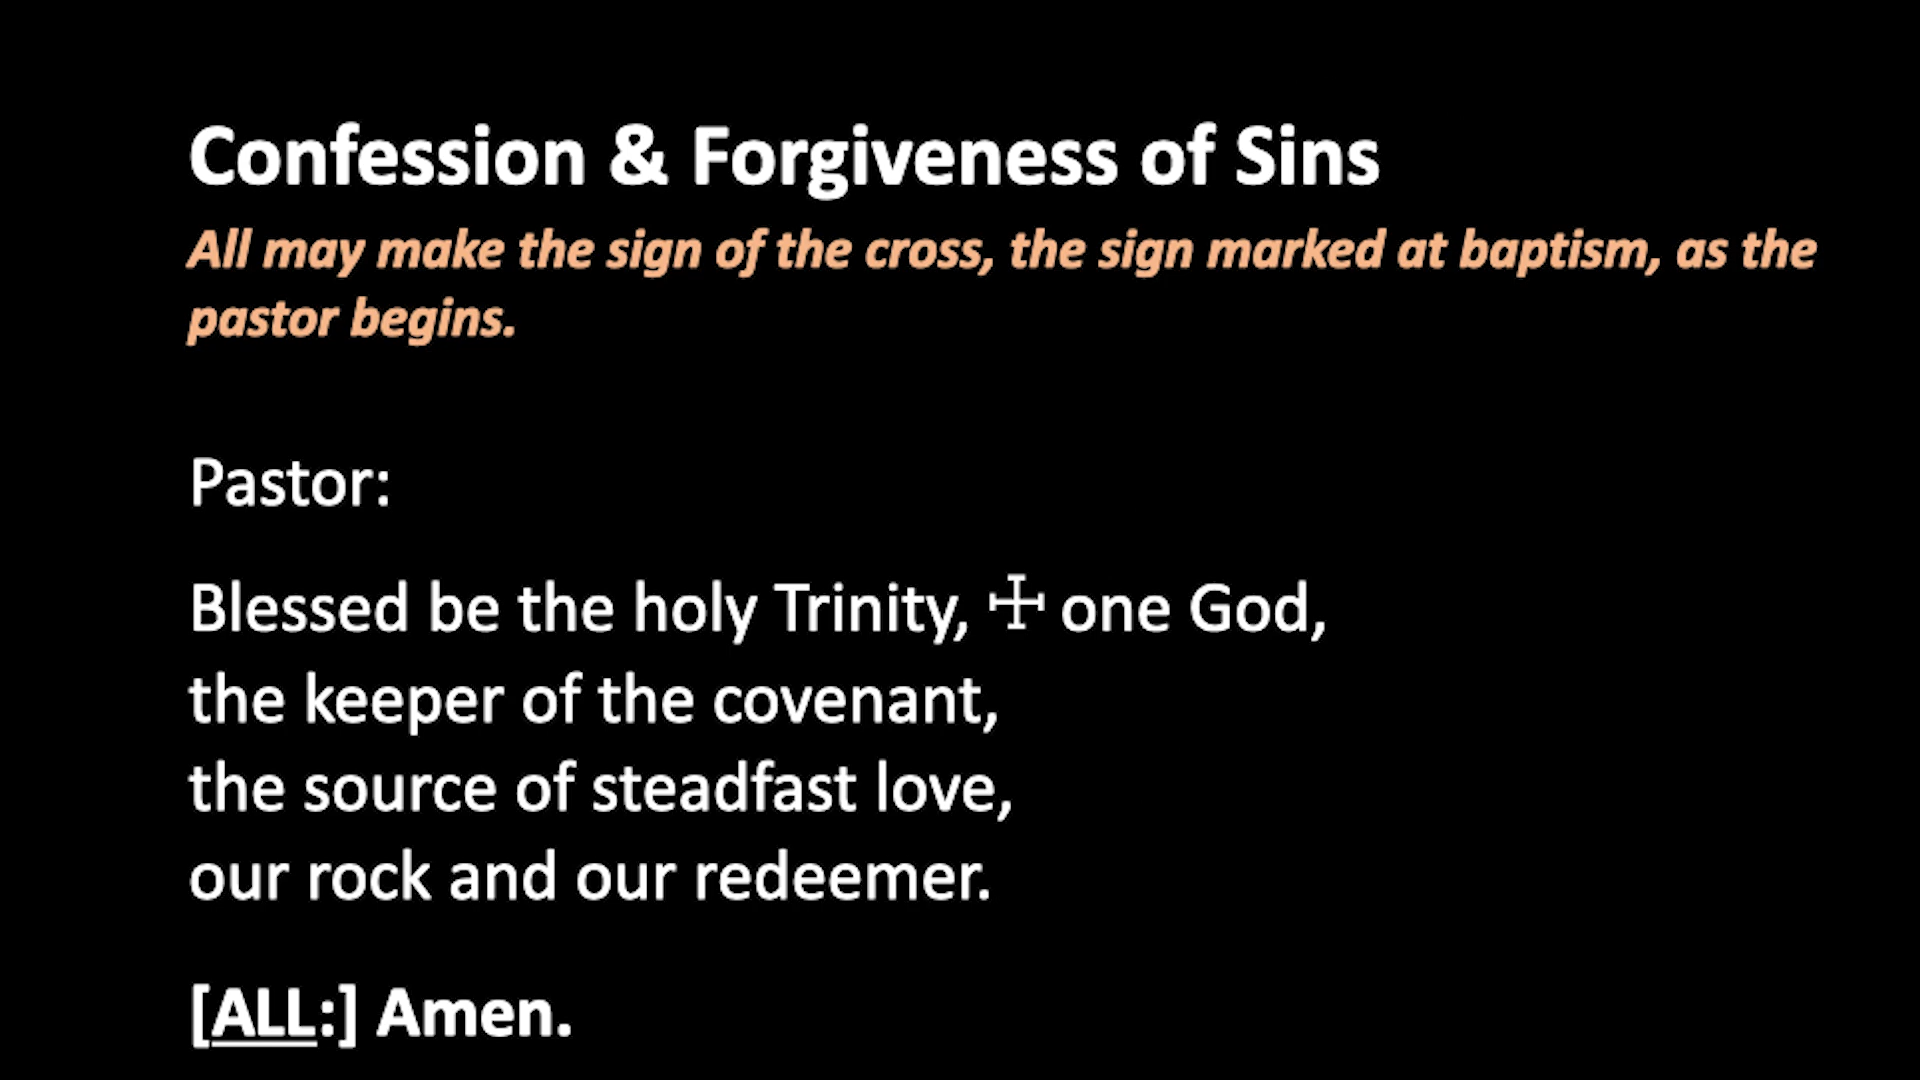 Confession & Forgiveness of Sins
All may make the sign of the cross, the sign marked at baptism, as the
pastor begins.
Pastor:
Blessed be the holy Trinity, ☩ one God,
the keeper of the covenant,
the source of steadfast love,
our rock and our redeemer.
[ALL:] Amen.